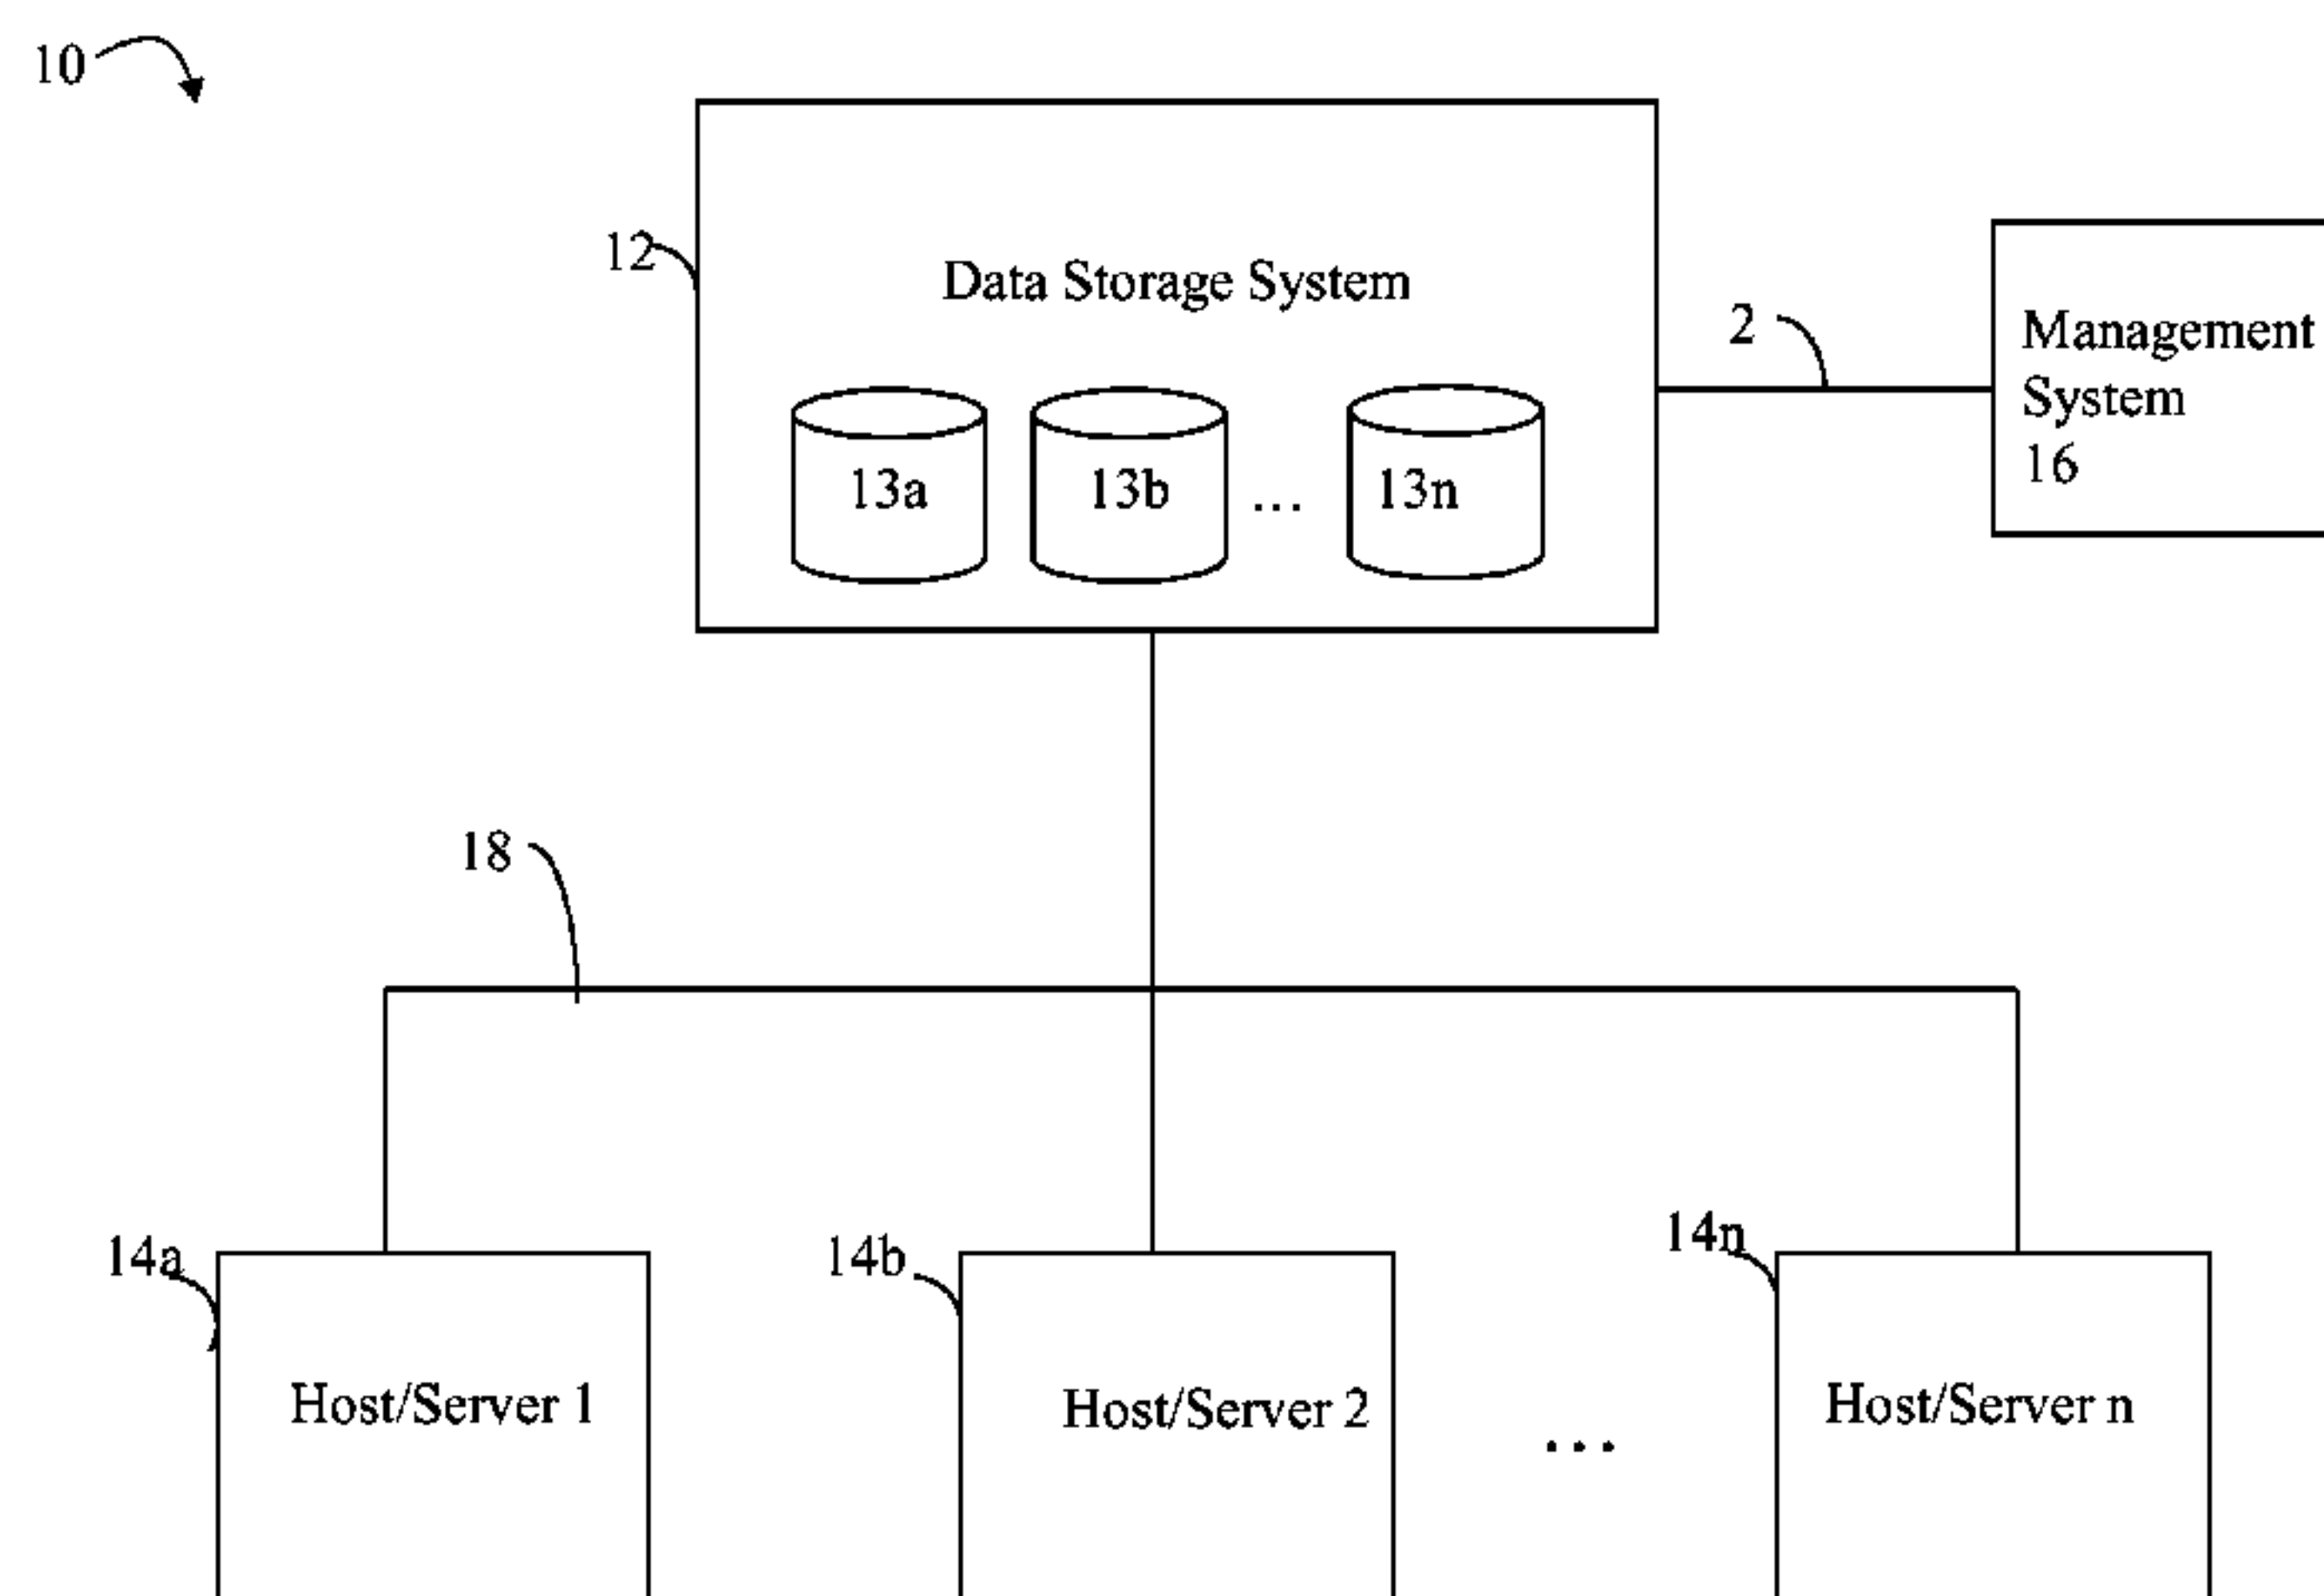 10
12
Data Storage System
2
Management
System
16
13a
13b
...
13n
18
14a
14b
14n
Host/Server 1
Host/Server 2
...
Host/Server n